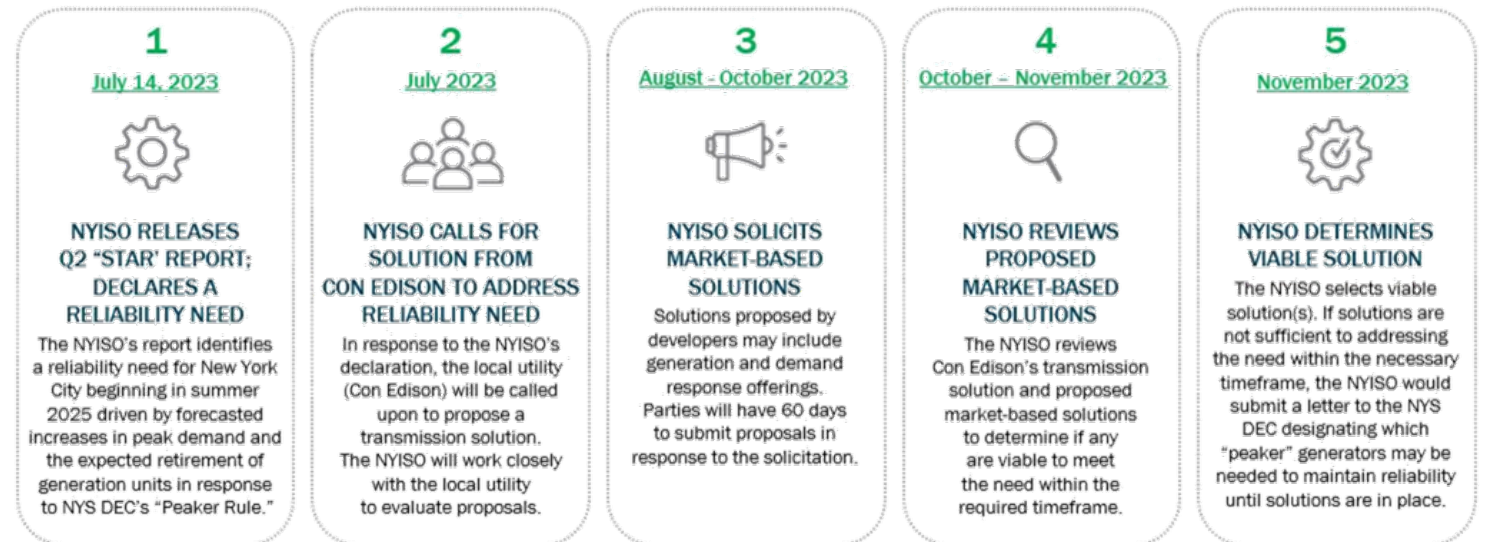 1
July 14, 2023
NYISO RELEASES
Q2 “STAR’ REPORT;
DECLARES A
RELIABILITY NEED
The NYISO’s report identifies
a reliability need for New York
City beginning in summer
2025 driven by forecasted
increases in peak demand and
the expected retirement of
generation units in response
to NYS DEC’s “Peaker Rule.”
2
July 2023
NYISO CALLS FOR
SOLUTION FROM
CON EDISON TO ADDRESS
RELIABILITY NEED
In response to the NYISO’s
declaration, the local utility
(Con Edison) will be called
upon to propose a
transmission solution.
The NYISO will work closely
with the local utility
to evaluate proposals.
3
August - October 2023
NYISO SOLICITS
MARKET-BASED
SOLUTIONS
Solutions proposed by
developers may include
generation and demand
response offerings.
Parties will have 60 days
to submit proposals in
response to the solicitation.
4
October – November 2023
NYISO REVIEWS
PROPOSED
MARKET-BASED
SOLUTIONS
The NYISO reviews
Con Edison’s transmission
solution and proposed
market-based solutions
to determine if any
are viable to meet
the need within the
required timeframe.
5
November 2023
NYISO DETERMINES
VIABLE SOLUTION
The NYISO selects viable
solution(s). If solutions are
not sufficient to addressing
the need within the necessary
timeframe, the NYISO would
submit a letter to the NYS
DEC designating which
“peaker” generators may be
needed to maintain reliability
until solutions are in place.